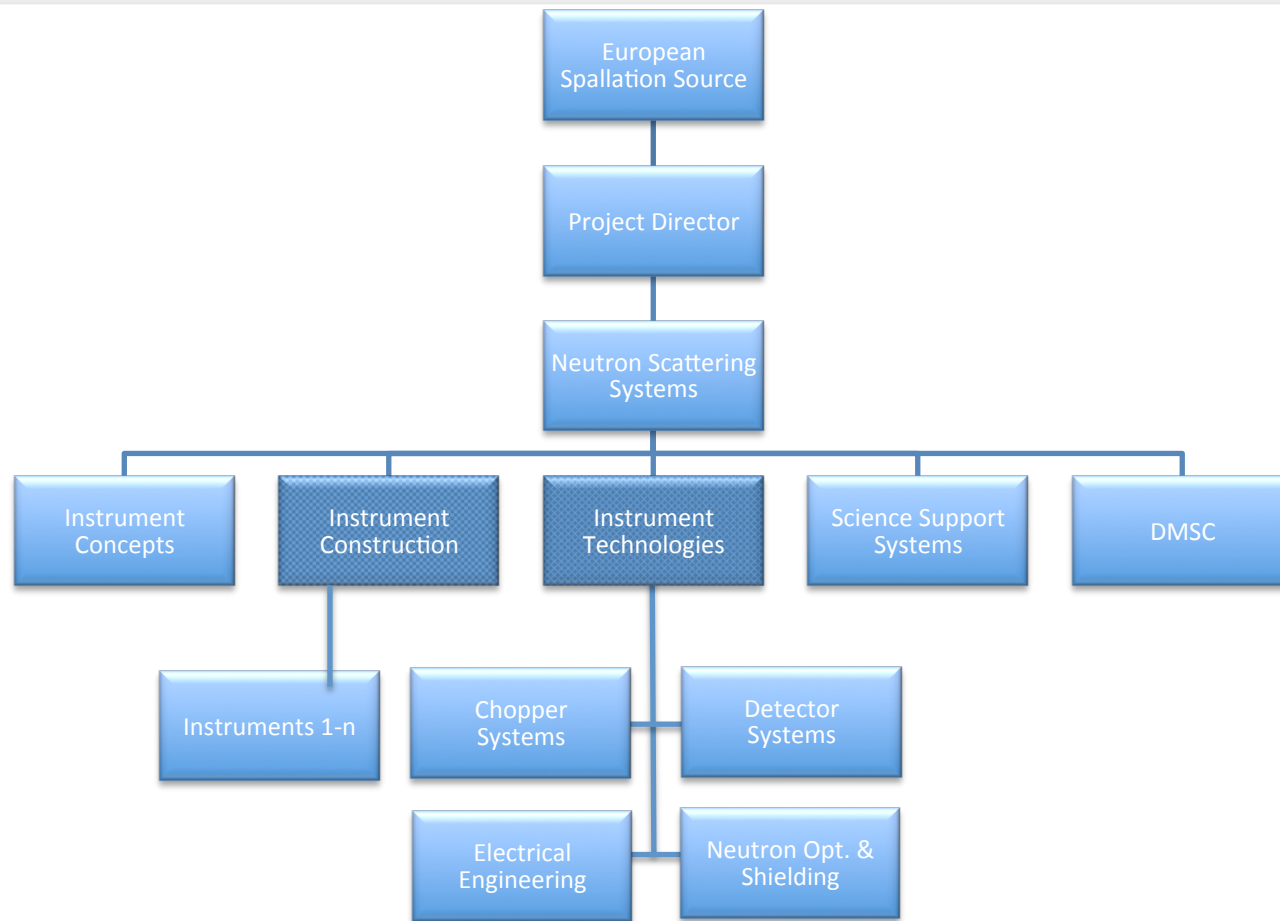 European
Spallation Source
Project Director
Neutron Scattering
Systems
Instrument
Concepts
Instrument
Construction
Instrument
Technologies
Science Support
Systems
DMSC
Instruments 1-n
Chopper
Systems
Detector
Systems
Electrical
Engineering
Neutron Opt. &
Shielding